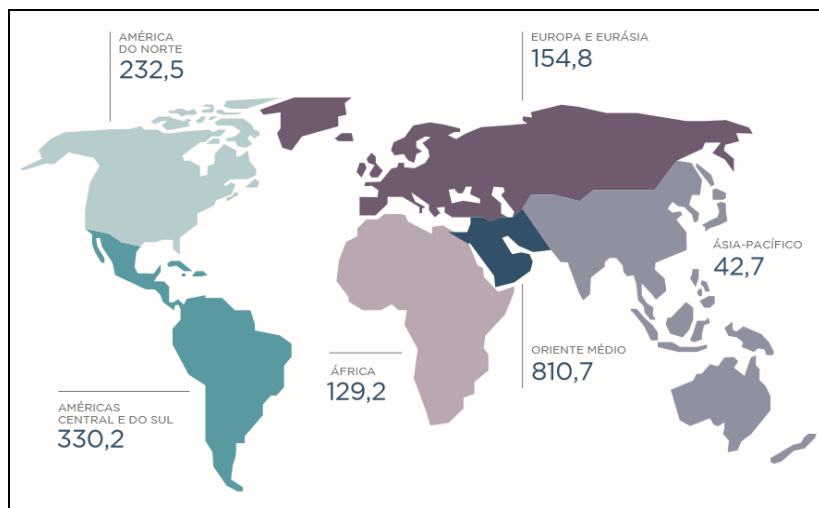 AMÉRICA
DO NORTE
232,5
EUROPA E EURÁSIA
154,8
ÁSIA-PACÍFICO
42,7
ORIENTE MÉDIO
810,7
ÁFRICA
129,2
AMÉRICAS
CENTRAL E DO SUL
330,2